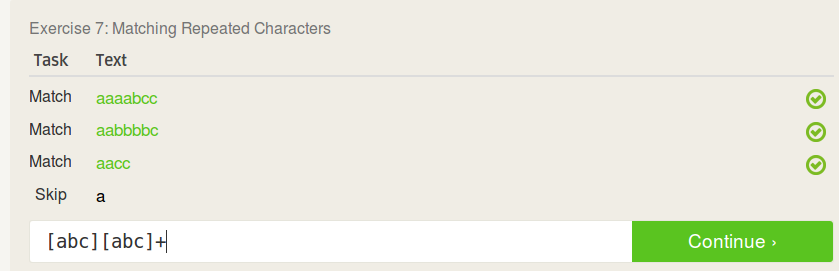 Exercise 7: Matching Repeated Characters
Task Text
Match aaaabcc
Match aabbbbc
Match aacc
Skip a
[abc][abc]+ Continue ›